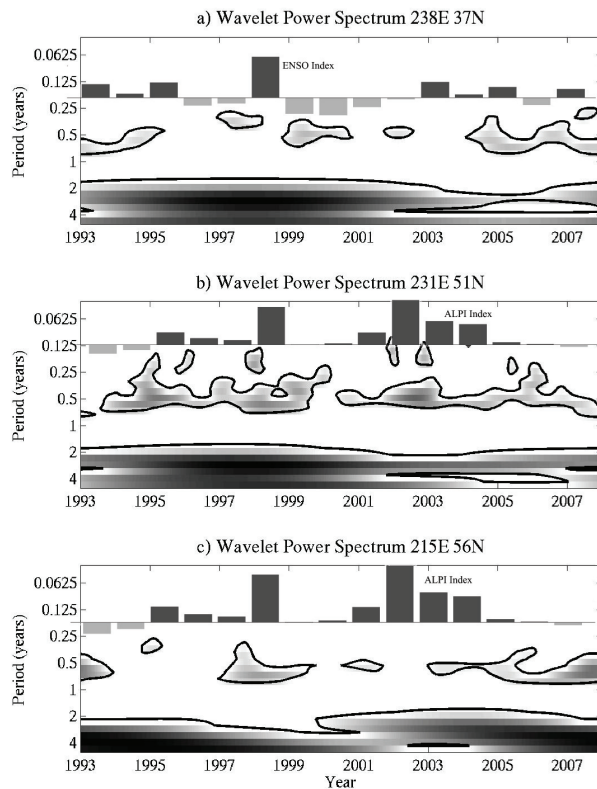 a) Wavelet Power Spectrum 238E 37N
ENSO Index
Period (years)
0.0625
0.125
0.25
0.5
1
2
4
1993 1995 1997 1999 2001 2003 2005 2007
b) Wavelet Power Spectrum 231E 51N
ALPI Index
Period (years)
0.0625
0.125
0.25
0.5
1
2
4
1993 1995 1997 1999 2001 2003 2005 2007
c) Wavelet Power Spectrum 215E 56N
ALPI Index
Period (years)
0.0625
0.125
0.25
0.5
1
2
4
1993 1995 1997 1999 2001 2003 2005 2007
Year